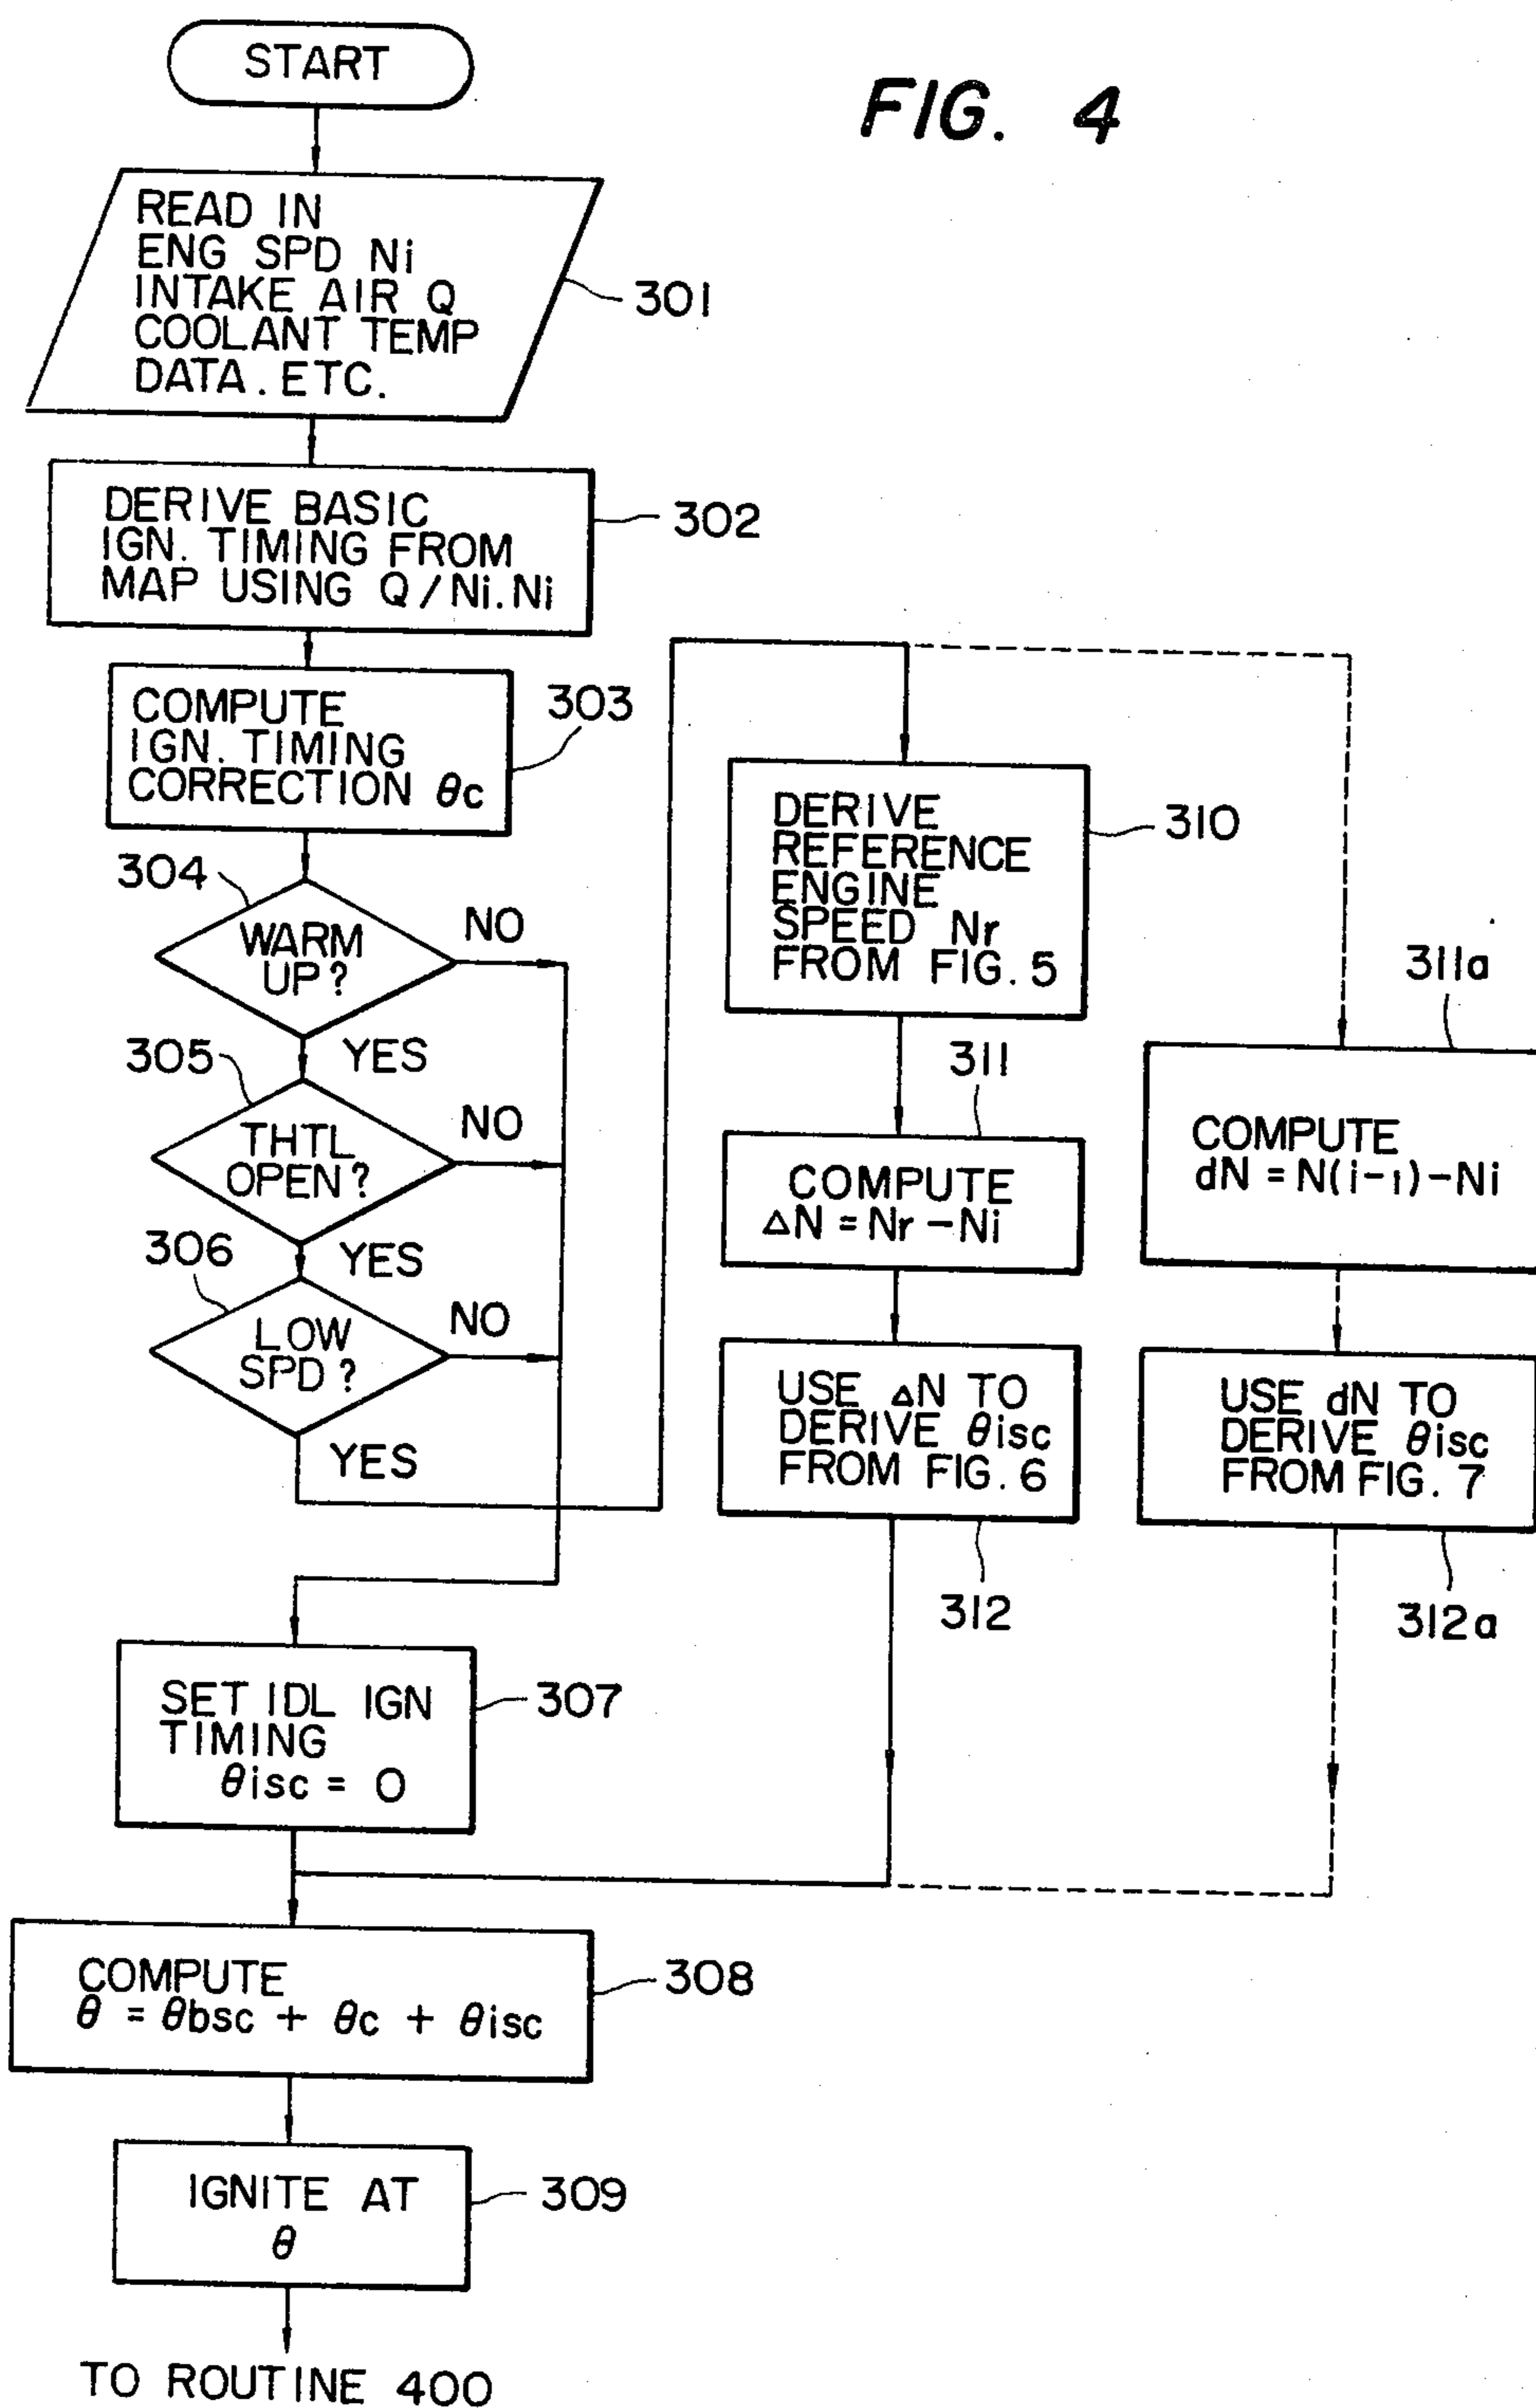 FIG. 4
START
READ IN
ENG SPD Ni
INTAKE AIR Q
COOLANT TEMP
DATA. ETC.
301
DERIVE BASIC
IGN. TIMING FROM
MAP USING Q/Ni.Ni
302
COMPUTE
IGN. TIMING
CORRECTION θc
303
304
WARM
UP?
NO
YES
305
THTL
OPEN?
NO
YES
306
LOW
SPD?
NO
YES
SET IDL IGN
TIMING
θisc = 0
307
COMPUTE
θ = θbsc + θc + θisc
308
IGNITE AT
θ
309
TO ROUTINE 400
DERIVE
REFERENCE
ENGINE
SPEED Nr
FROM FIG. 5
310
311
COMPUTE
ΔN = Nr - Ni
USE ΔN TO
DERIVE θisc
FROM FIG. 6
312
311a
COMPUTE
dN = N(i-1)-Ni
USE dN TO
DERIVE θisc
FROM FIG. 7
312a